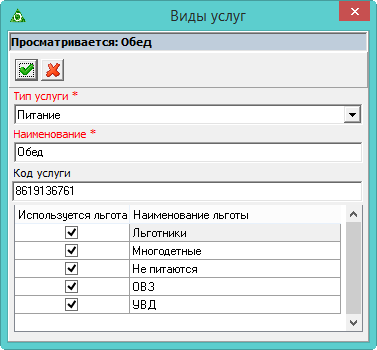 Виды услуг
Просматривается: Обед
Тип услуги *
Питание
Наименование *
Обед
Код услуги
8619136761
Используется льгота Наименование льготы
Льготники
Многодетные
Не питаются
ОВЗ
УВД